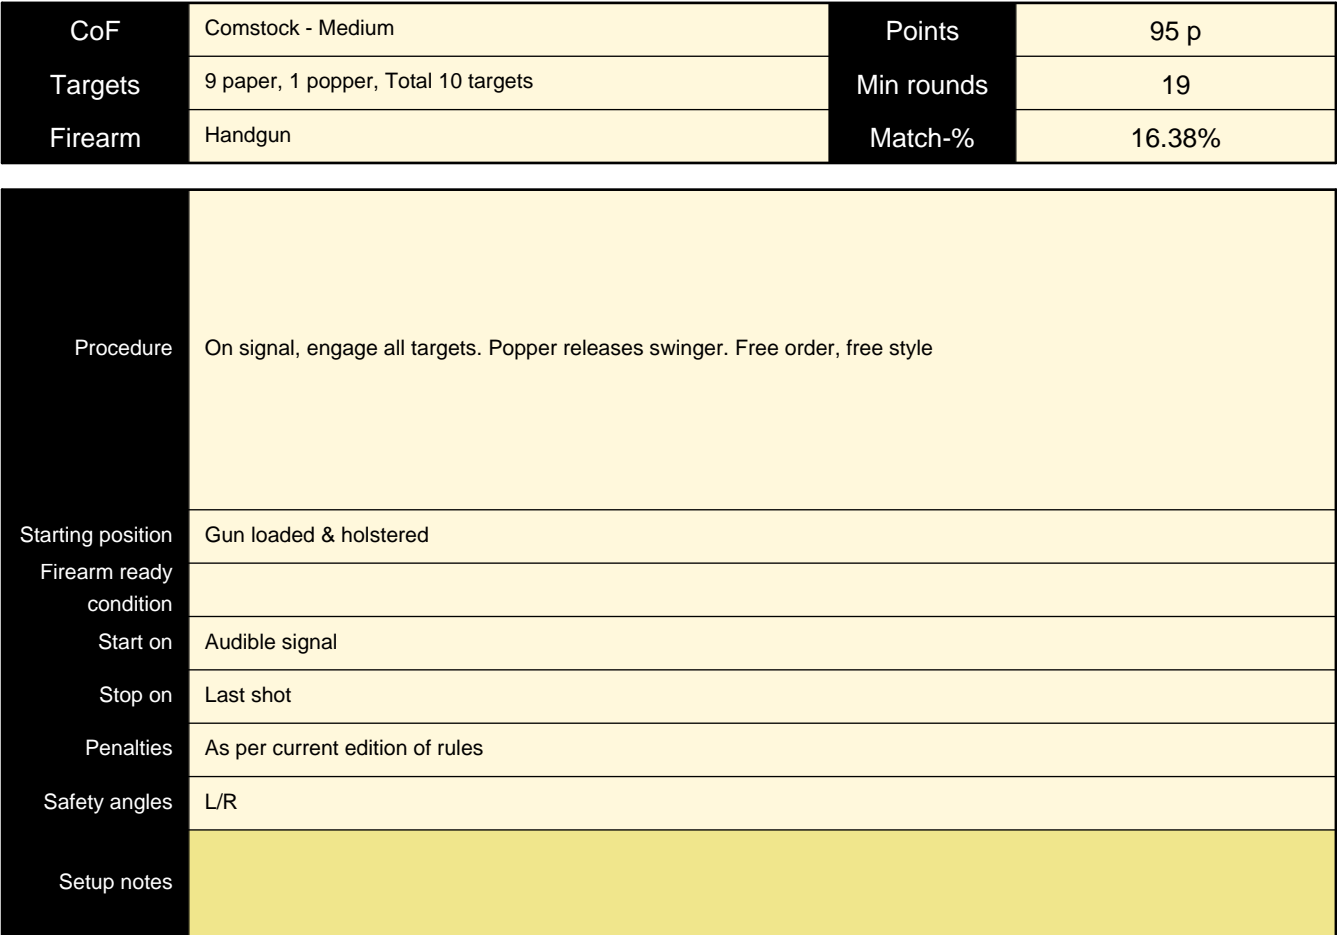 CoF Comstock - Medium Points 95 p
Targets 9 paper, 1 popper, Total 10 targets Min rounds 19
Firearm Handgun Match-% 16.38%
Procedure On signal, engage all targets. Popper releases swinger. Free order, free style
Starting position Gun loaded & holstered
Firearm ready
condition
Start on Audible signal
Stop on Last shot
Penalties As per current edition of rules
Safety angles L/R
Setup notes